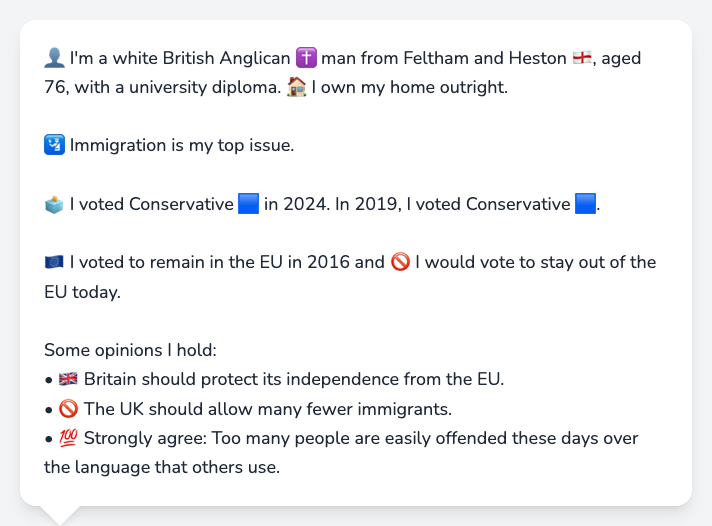 👤 I'm a white British Anglican ✝️ man from Feltham and Heston 🏴󠁧󠁢󠁥󠁮󠁧󠁿, aged
76, with a university diploma. 🏠 I own my home outright.
🛂 Immigration is my top issue.
🗳️ I voted Conservative 🟦 in 2024. In 2019, I voted Conservative 🟦.
🇪🇺 I voted to remain in the EU in 2016 and 🚫 I would vote to stay out of the
EU today.
Some opinions I hold:
• 🇬🇧 Britain should protect its independence from the EU.
• 🚫 The UK should allow many fewer immigrants.
• 💯 Strongly agree: Too many people are easily offended these days over
the language that others use.